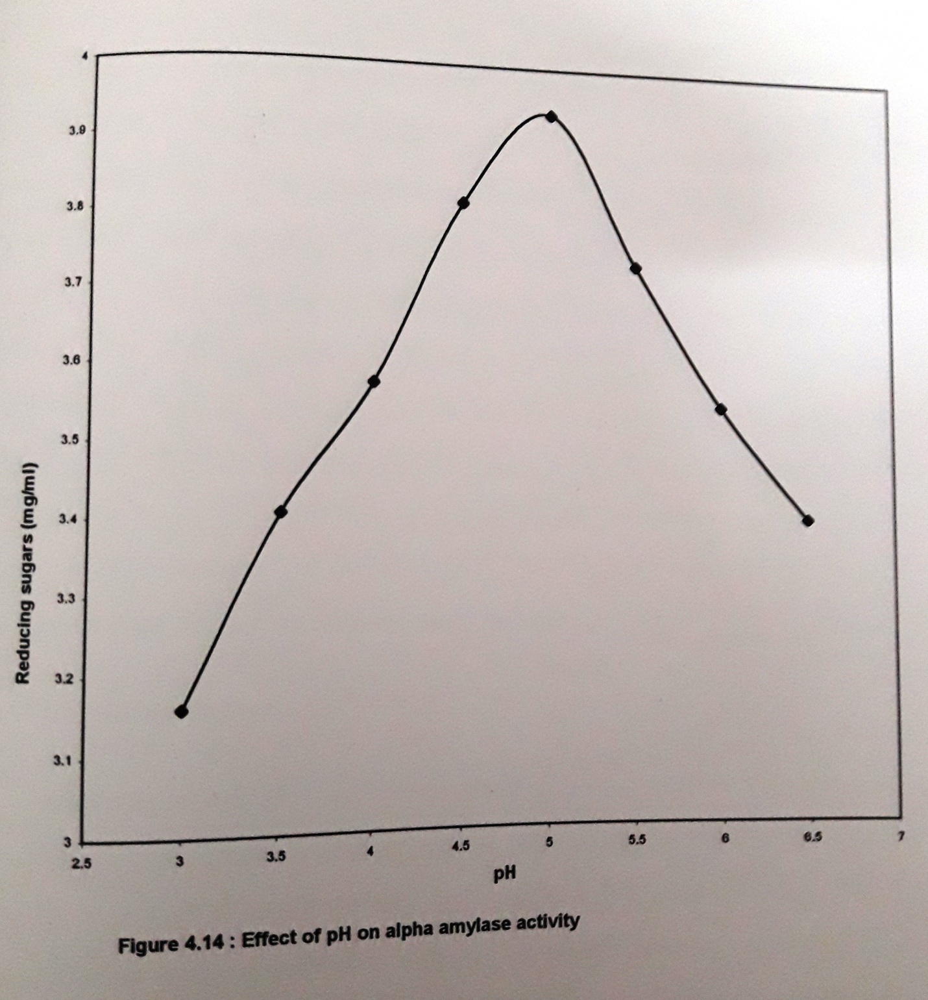 4
3.9
3.8
3.7
3.6
3.5
3.4
3.3
3.2
3.1
3
Reducing sugars (mg/ml)
2.5 3 3.5 4 4.5 5 5.5 6 6.5 7
pH
Figure 4.14 : Effect of pH on alpha amylase activity